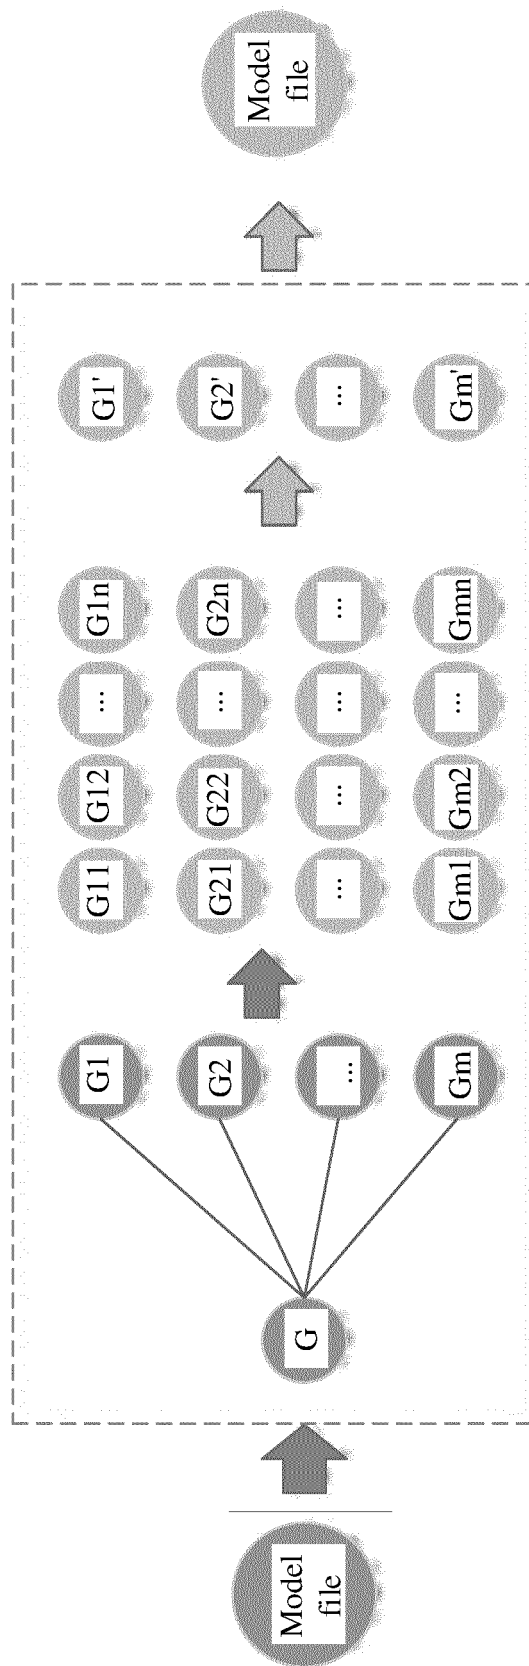 Model
file
G
G1
G2
...
Gm
G11
G12
...
G1n
G21
G22
...
G2n
...
...
...
...
Gm1
Gm2
...
Gmn
G1'
G2'
...
Gm'
Model
file